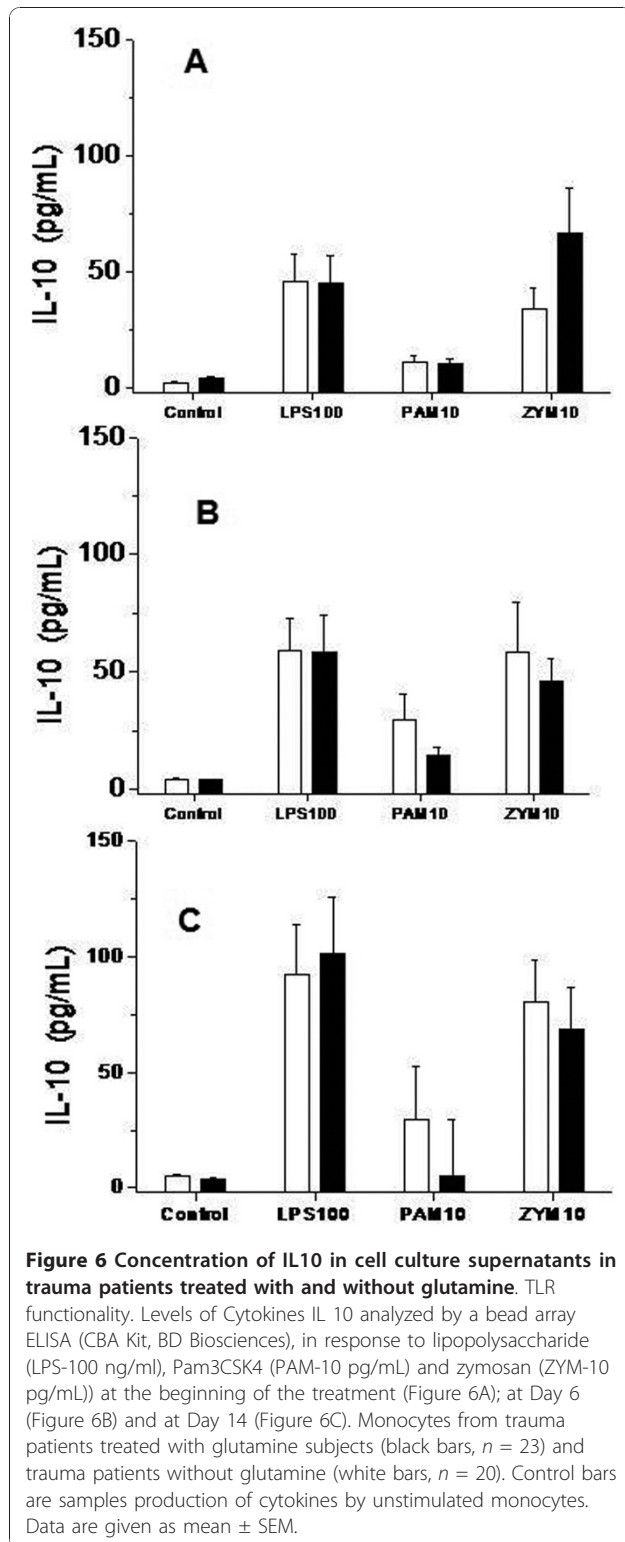 150
A
100
IL-10 (pg/mL)
50
0
Control LPS100 PAM10 ZYM10
150
B
100
IL-10 (pg/mL)
50
0
Control LPS100 PAM10 ZYM10
150
C
100
IL-10 (pg/mL)
50
0
Control LPS100 PAM10 ZYM10
Figure 6 Concentration of IL10 in cell culture supernatants in
trauma patients treated with and without glutamine. TLR
functionality. Levels of Cytokines IL 10 analyzed by a bead array
ELISA (CBA Kit, BD Biosciences), in response to lipopolysaccharide
(LPS-100 ng/ml), Pam3CSK4 (PAM-10 pg/mL) and zymosan (ZYM-10
pg/mL)) at the beginning of the treatment (Figure 6A); at Day 6
(Figure 6B) and at Day 14 (Figure 6C). Monocytes from trauma
patients treated with glutamine subjects (black bars, n = 23) and
trauma patients without glutamine (white bars, n = 20). Control bars
are samples production of cytokines by unstimulated monocytes.
Data are given as mean ± SEM.